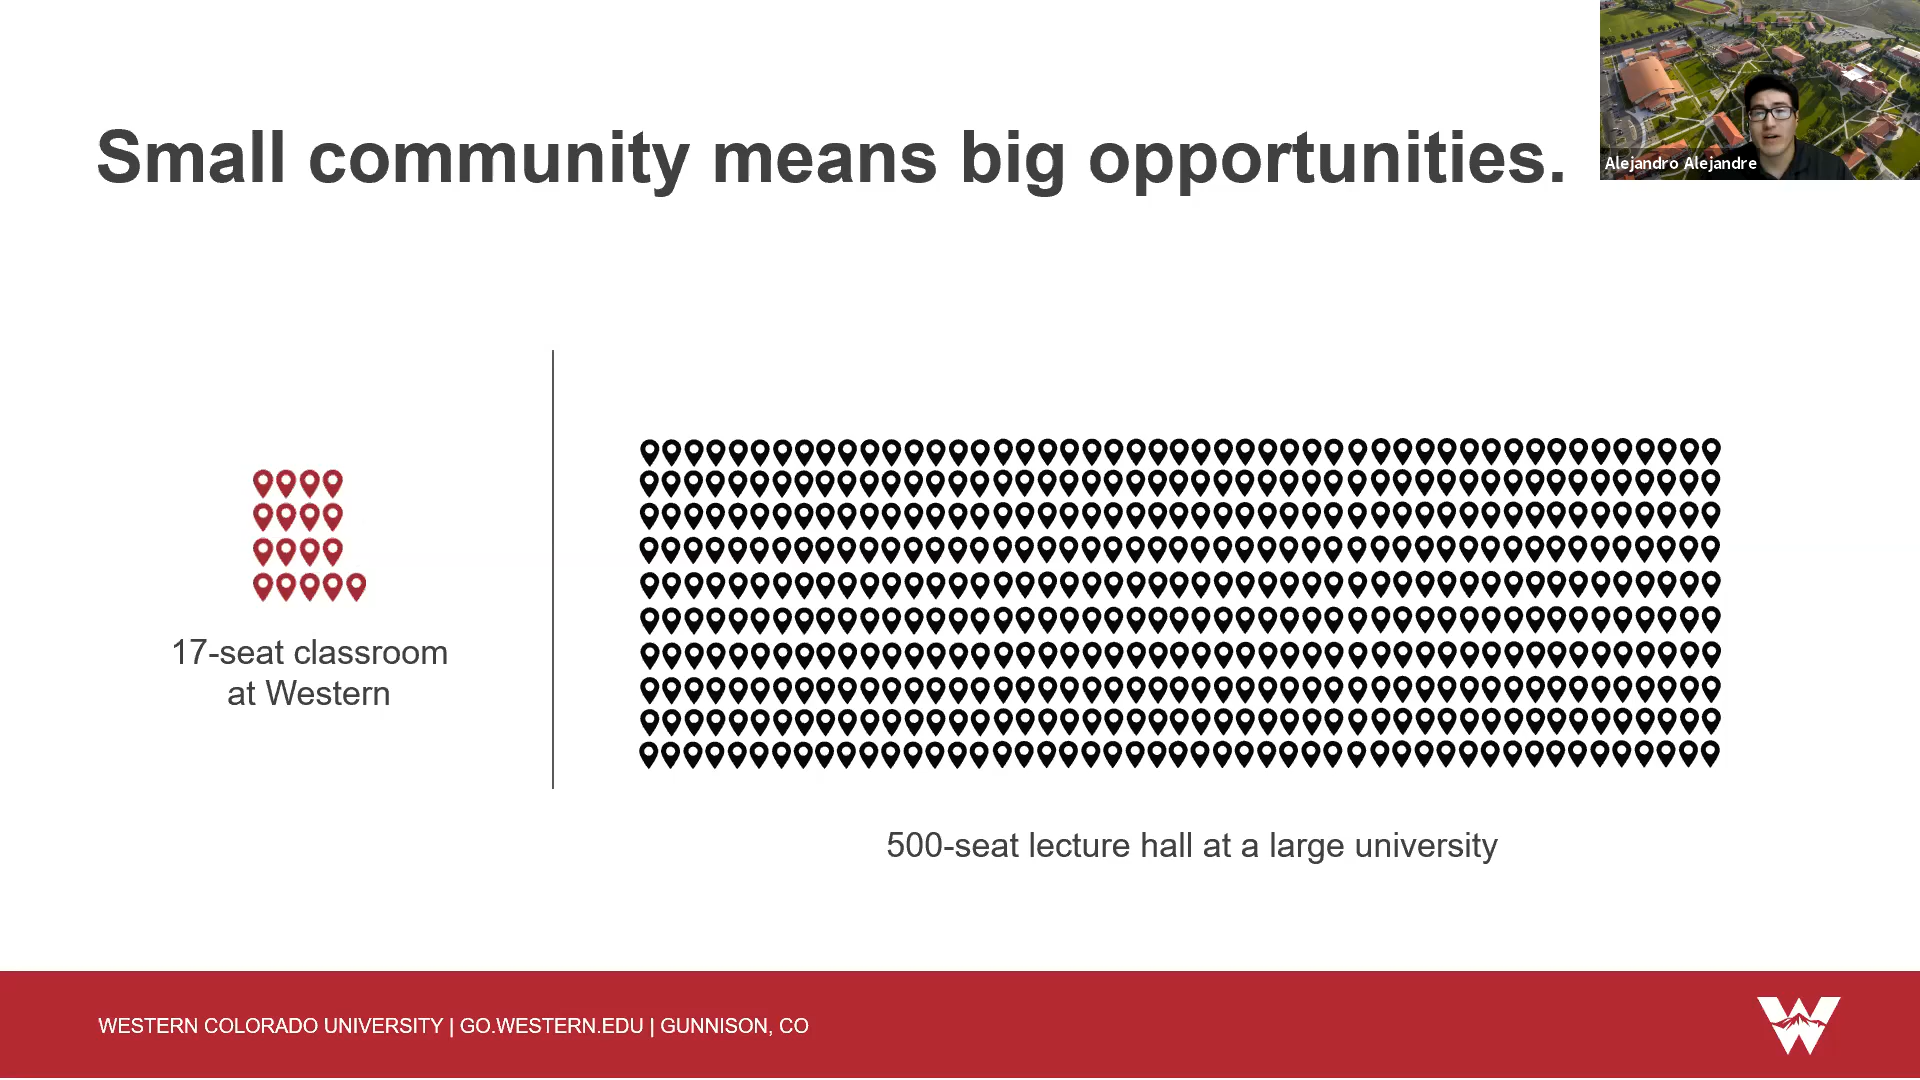 Small community means big opportunities.
Alejandro Alejandre
17-seat classroom
at Western
500-seat lecture hall at a large university
WESTERN COLORADO UNIVERSITY | GO.WESTERN.EDU | GUNNISON, CO
W